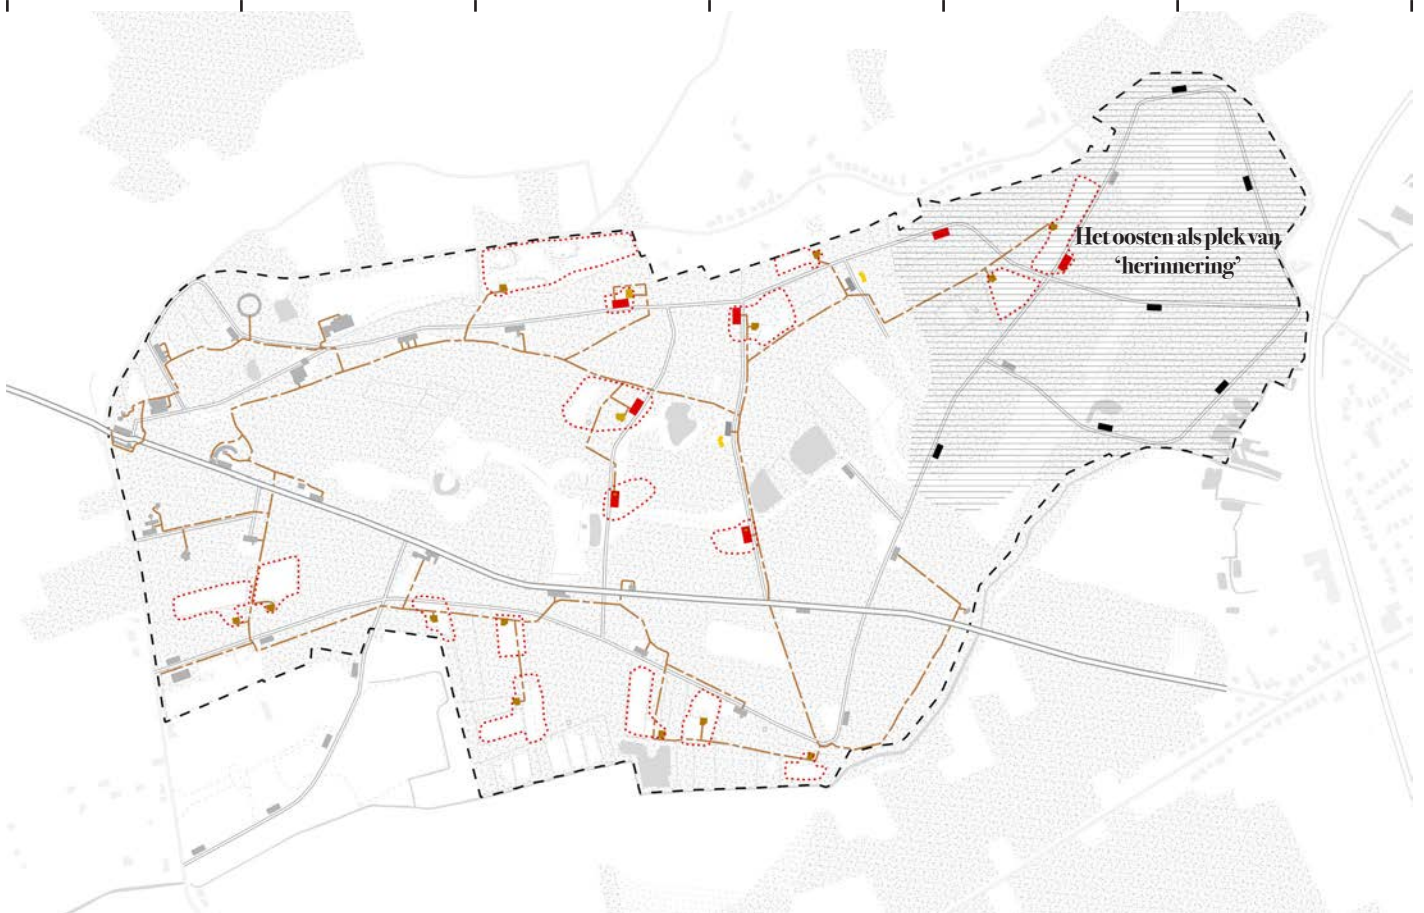 Het oosten als plek van
‘herinnering’